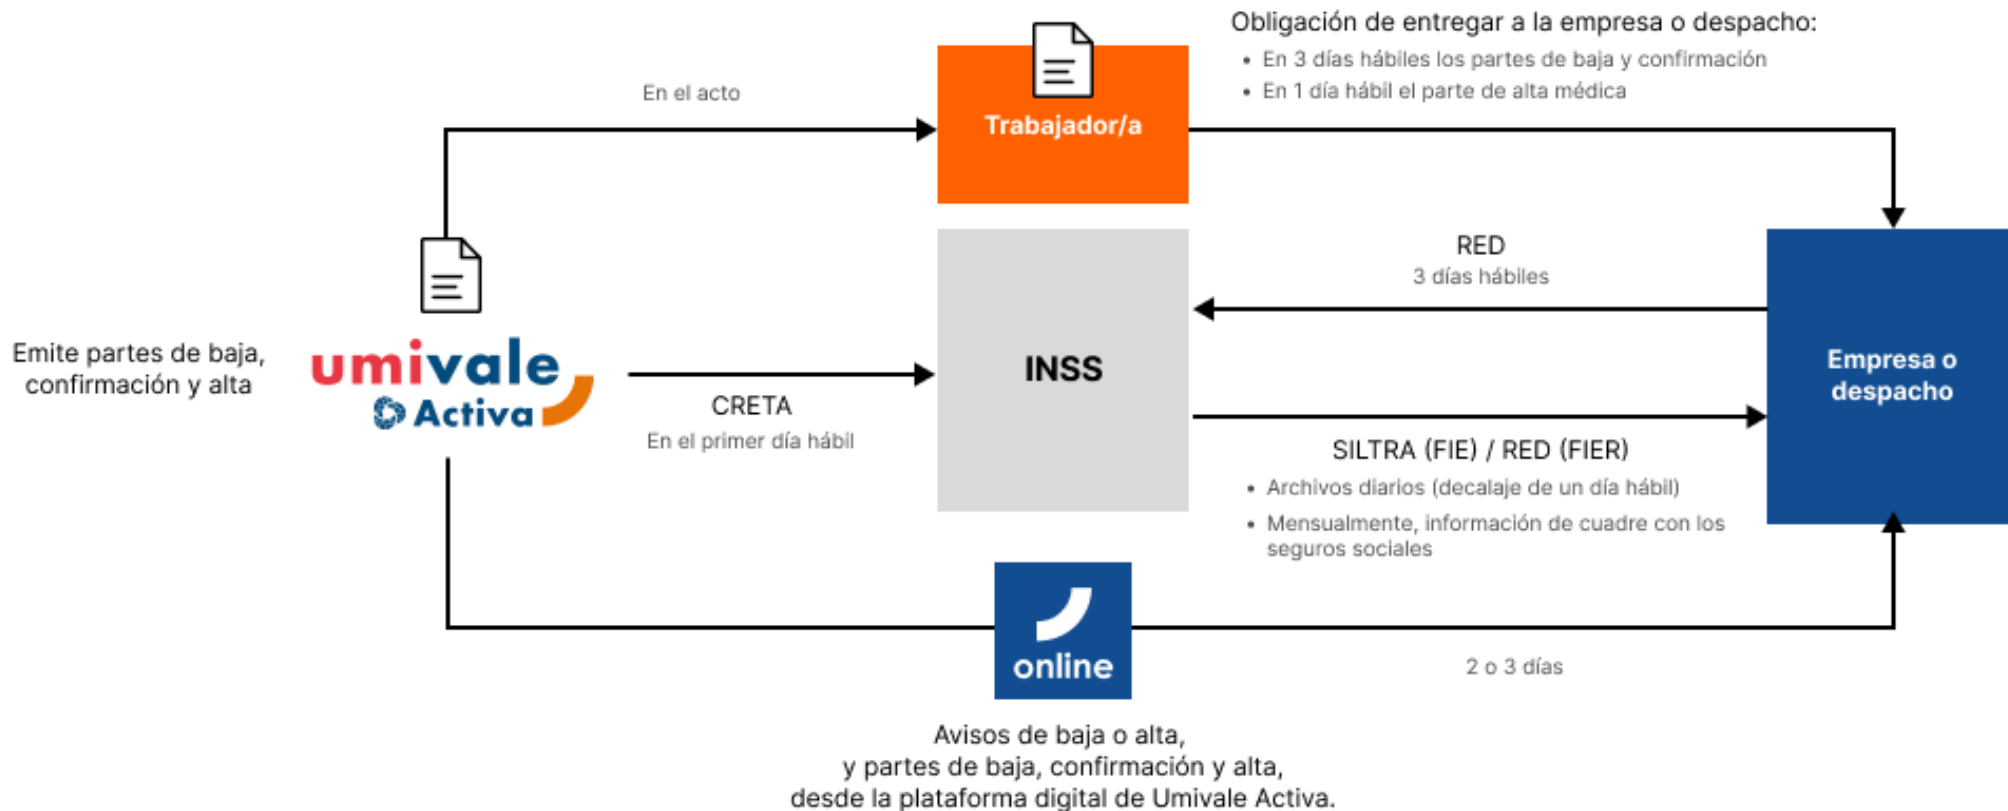 Obligación de entregar a la empresa o despacho:
• En 3 días hábiles los partes de baja y confirmación
• En 1 día hábil el parte de alta médica
En el acto
Trabajador/a
RED
3 días hábiles
Emite partes de baja,
confirmación y alta
umivale
Activa
CRETA
En el primer día hábil
INSS
Empresa o
despacho
SILTRA (FIE) / RED (FIER)
• Archivos diarios (decalaje de un día hábil)
• Mensualmente, información de cuadre con los
seguros sociales
online
2 o 3 días
Avisos de baja o alta,
y partes de baja, confirmación y alta,
desde la plataforma digital de Umivale Activa.